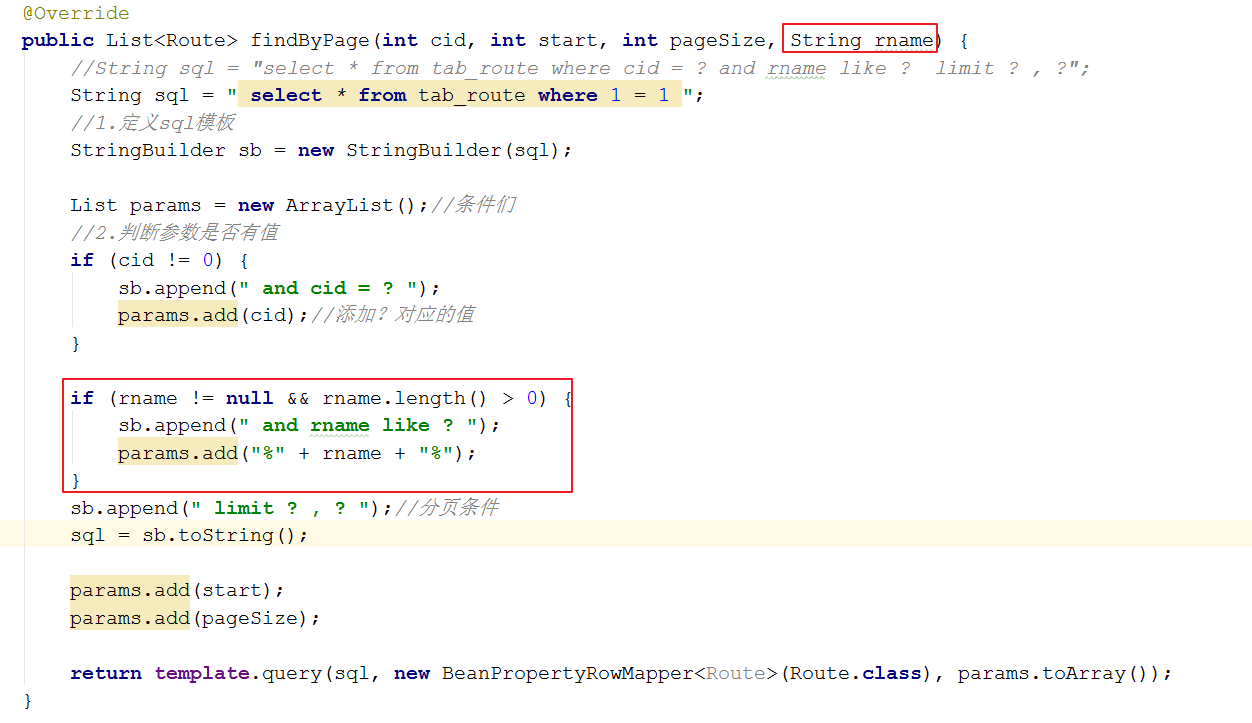 @Override
public List<Route> findByPage(int cid, int start, int pageSize, String rname) {
//String sql = "select * from tab_route where cid = ? and rname like ?  limit ? , ?";
String sql = " select * from tab_route where 1 = 1 ";
//1.定义sql模板
StringBuilder sb = new StringBuilder(sql);
List params = new ArrayList();//条件们
//2.判断参数是否有值
if (cid != 0) {
sb.append(" and cid = ? ");
params.add(cid);//添加？对应的值
}
if (rname != null && rname.length() > 0) {
sb.append(" and rname like ? ");
params.add("%" + rname + "%");
}
sb.append(" limit ? , ? ");//分页条件
sql = sb.toString();
params.add(start);
params.add(pageSize);
return template.query(sql, new BeanPropertyRowMapper<Route>(Route.class), params.toArray());
}